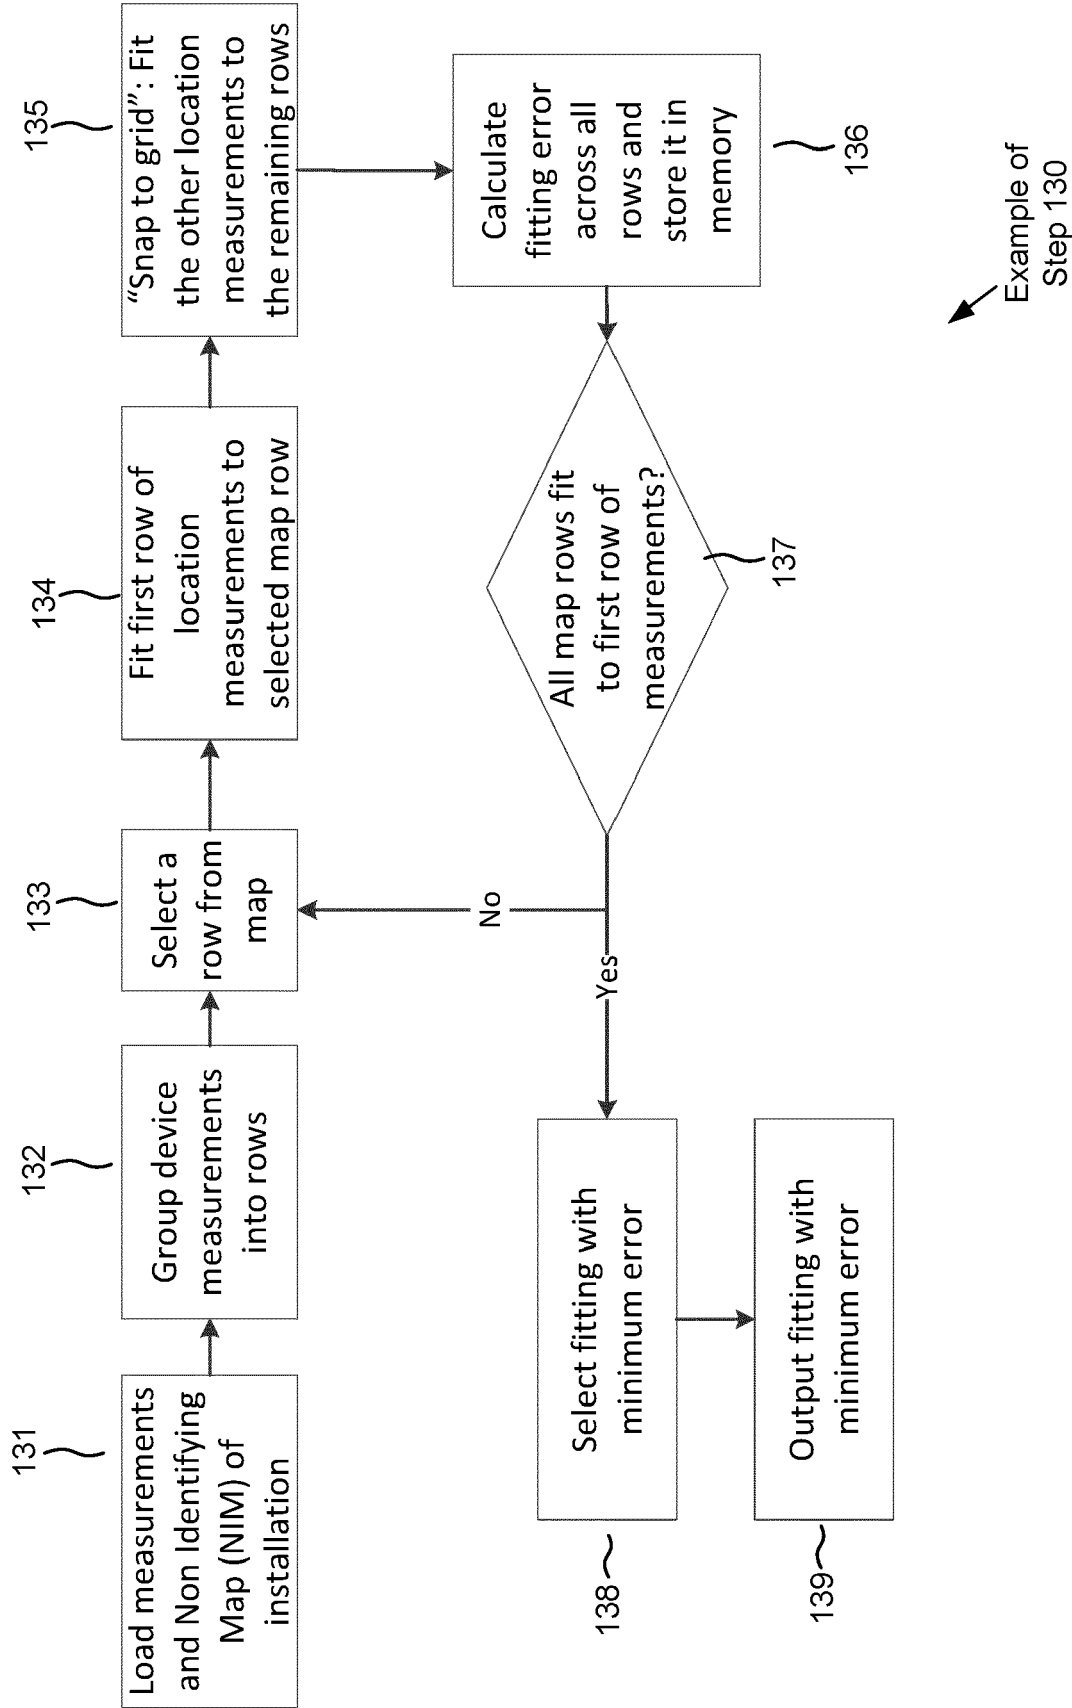 131
Load measurements
and Non Identifying
Map (NIM) of
installation
132
Group device
measurements
into rows
133
Select a
row from
map
134
Fit first row of
location
measurements to
selected map row
135
“Snap to grid”: Fit
the other location
measurements to
the remaining rows
Calculate
fitting error
across all
rows and
store it in
memory
136
All map rows fit
to first row of
measurements?
137
No
Yes
Select fitting with
minimum error
138
Output fitting with
minimum error
139
Example of
Step 130